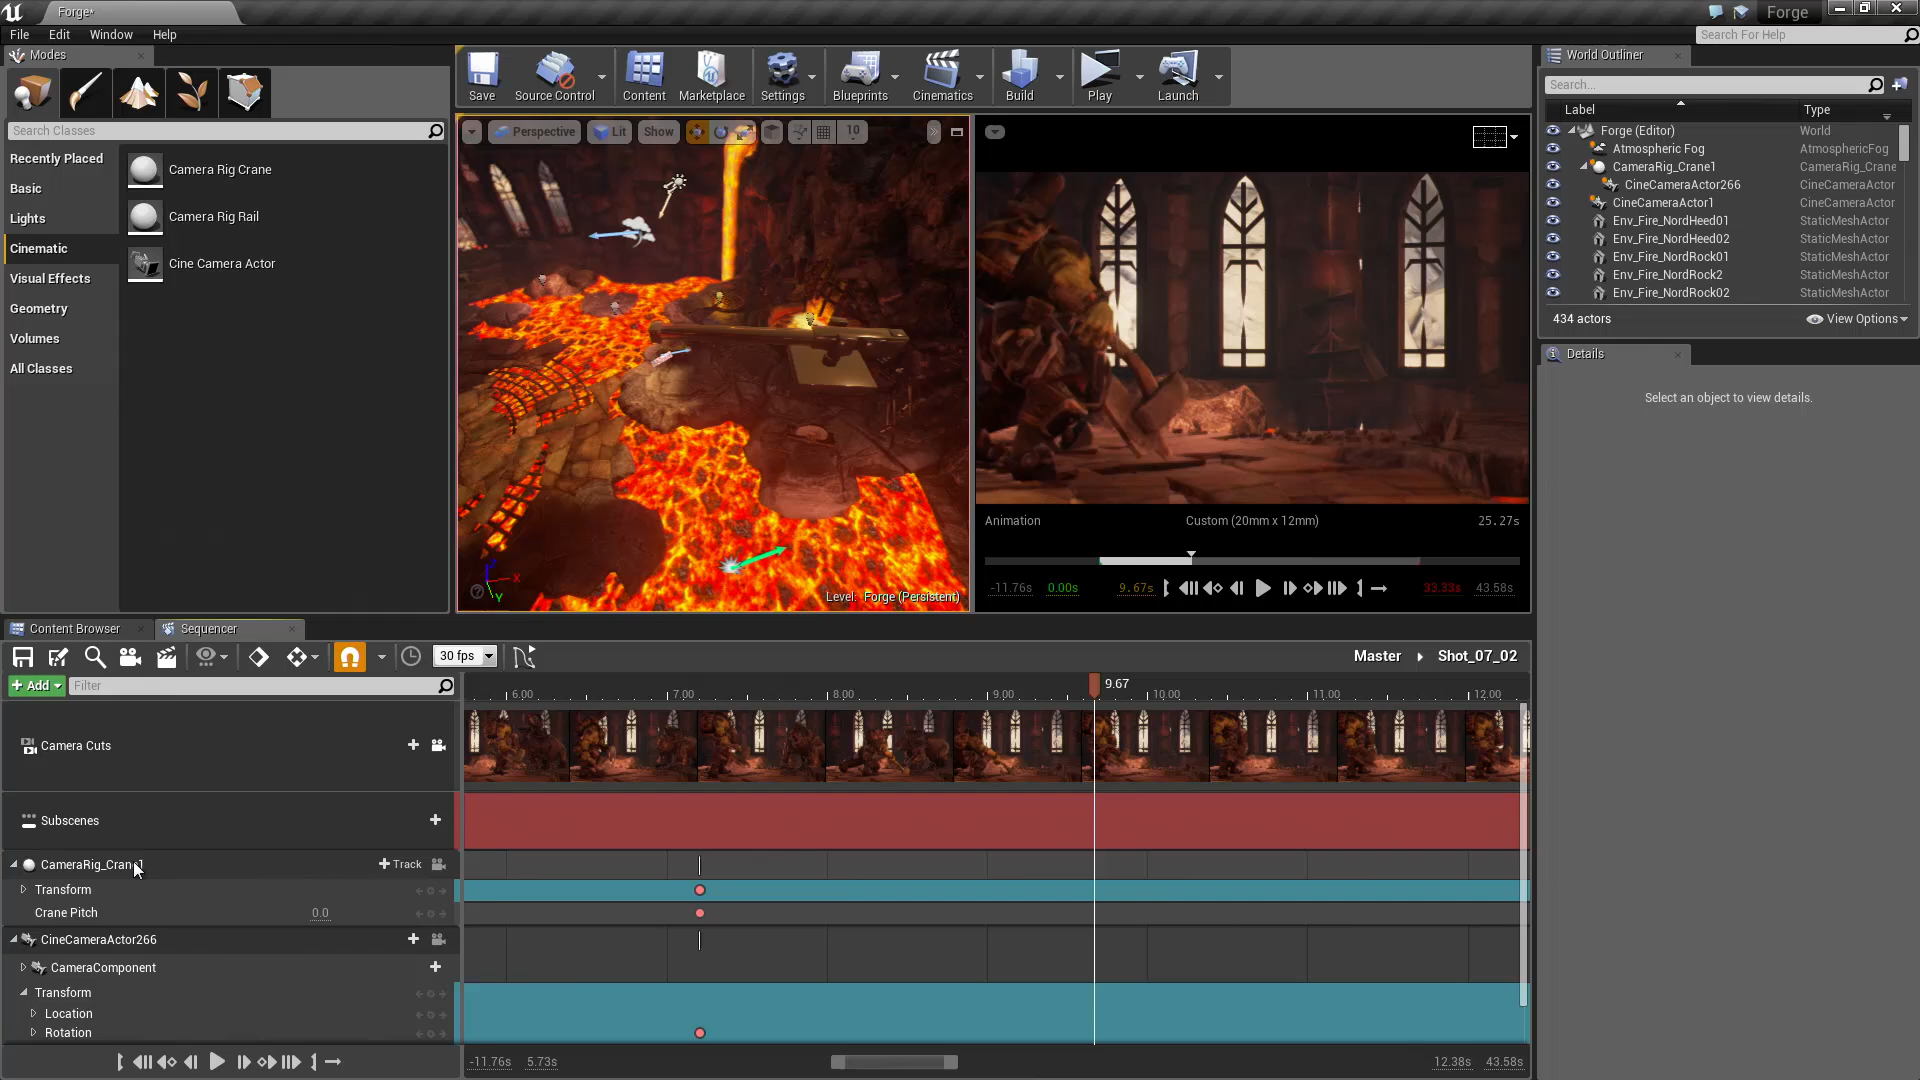 Forge*
Forge
File Edit Window Help
Search For Help
Modes
Search Classes
Recently Placed
Basic
Lights
Cinematic
Visual Effects
Geometry
Volumes
All Classes
Camera Rig Crane
Camera Rig Rail
Cine Camera Actor
Save Source Control Content Marketplace Settings Blueprints Cinematics Build Play Launch
Perspective Lit Show 10
Level: Forge (Persistent)
X
Y
Animation Custom (20mm x 12mm) 25.27s
-11.76s 0.00s 9.67s 33.33s 43.58s
World Outliner
Search...
Label Type
Forge (Editor) World
Atmospheric Fog AtmosphericFog
CameraRig_Crane1 CameraRig_Crane
CineCameraActor266 CineCameraActor
CineCameraActor1 CineCameraActor
Env_Fire_NordHeed01 StaticMeshActor
Env_Fire_NordHeed02 StaticMeshActor
Env_Fire_NordRock01 StaticMeshActor
Env_Fire_NordRock2 StaticMeshActor
Env_Fire_NordRock02 StaticMeshActor
434 actors View Options
Details
Select an object to view details.
Content Browser Sequencer
30 fps
Master Shot_07_02
Add Filter
6.00 7.00 8.00 9.00 9.67 10.00 11.00 12.00
Camera Cuts
Subscenes
CameraRig_Crane1 Track
Transform
Crane Pitch 0.0
CineCameraActor266
CameraComponent
Transform
Location
Rotation
-11.76s 5.73s 12.38s 43.58s